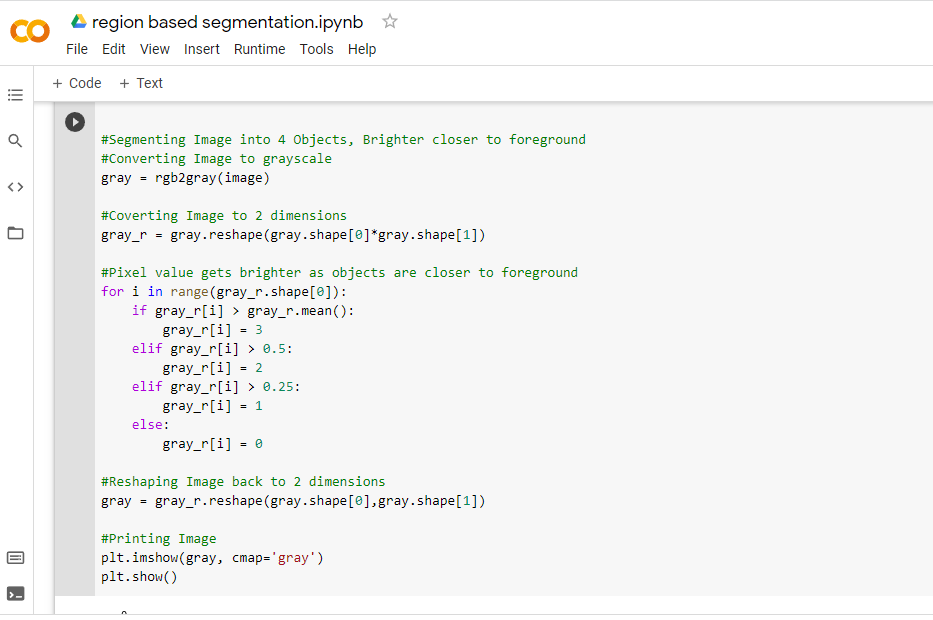 region based segmentation.ipynb
File Edit View Insert Runtime Tools Help
+ Code + Text
#Segmenting Image into 4 Objects, Brighter closer to foreground
#Converting Image to grayscale
gray = rgb2gray(image)
#Coverting Image to 2 dimensions
gray_r = gray.reshape(gray.shape[0]*gray.shape[1])
#Pixel value gets brighter as objects are closer to foreground
for i in range(gray_r.shape[0]):
    if gray_r[i] > gray_r.mean():
        gray_r[i] = 3
    elif gray_r[i] > 0.5:
        gray_r[i] = 2
    elif gray_r[i] > 0.25:
        gray_r[i] = 1
    else:
        gray_r[i] = 0
#Reshaping Image back to 2 dimensions
gray = gray_r.reshape(gray.shape[0],gray.shape[1])
#Printing Image
plt.imshow(gray, cmap='gray')
plt.show()